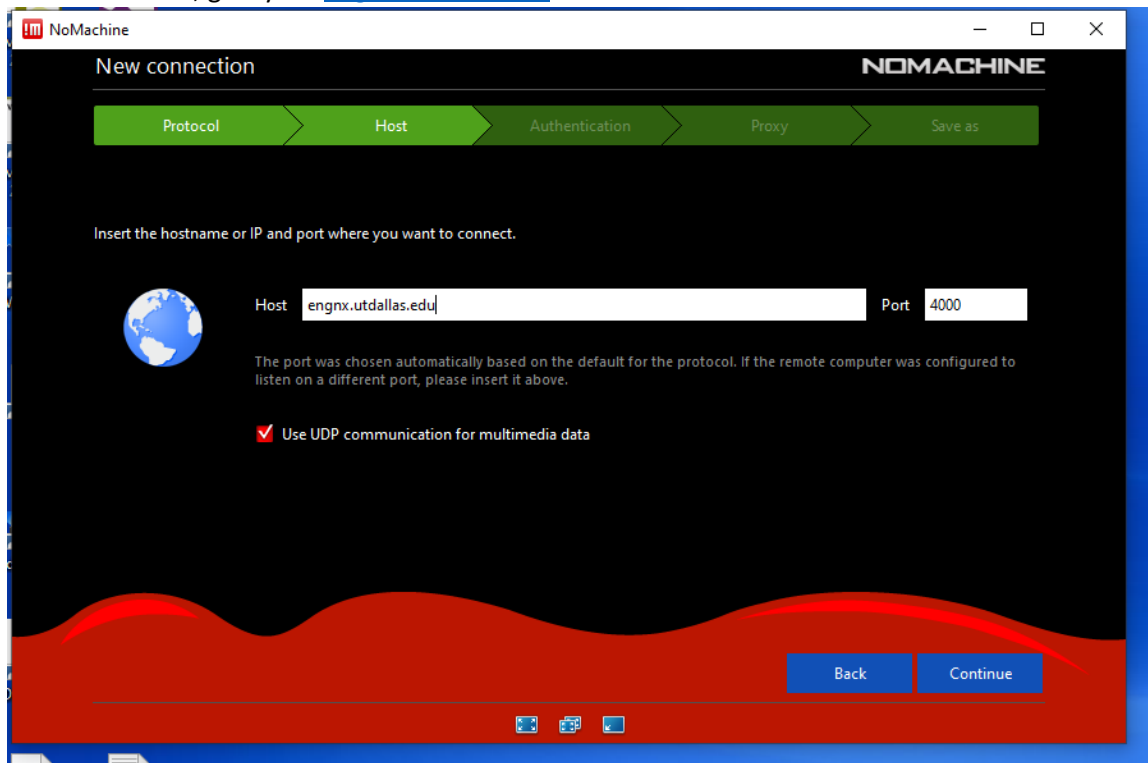 NoMachine
New connection
NOMACHINE
Protocol
Host
Authentication
Proxy
Save as
Insert the hostname or IP and port where you want to connect.
Host engnx.utdallas.edu Port 4000
The port was chosen automatically based on the default for the protocol. If the remote computer was configured to
listen on a different port, please insert it above.
Use UDP communication for multimedia data
Back Continue